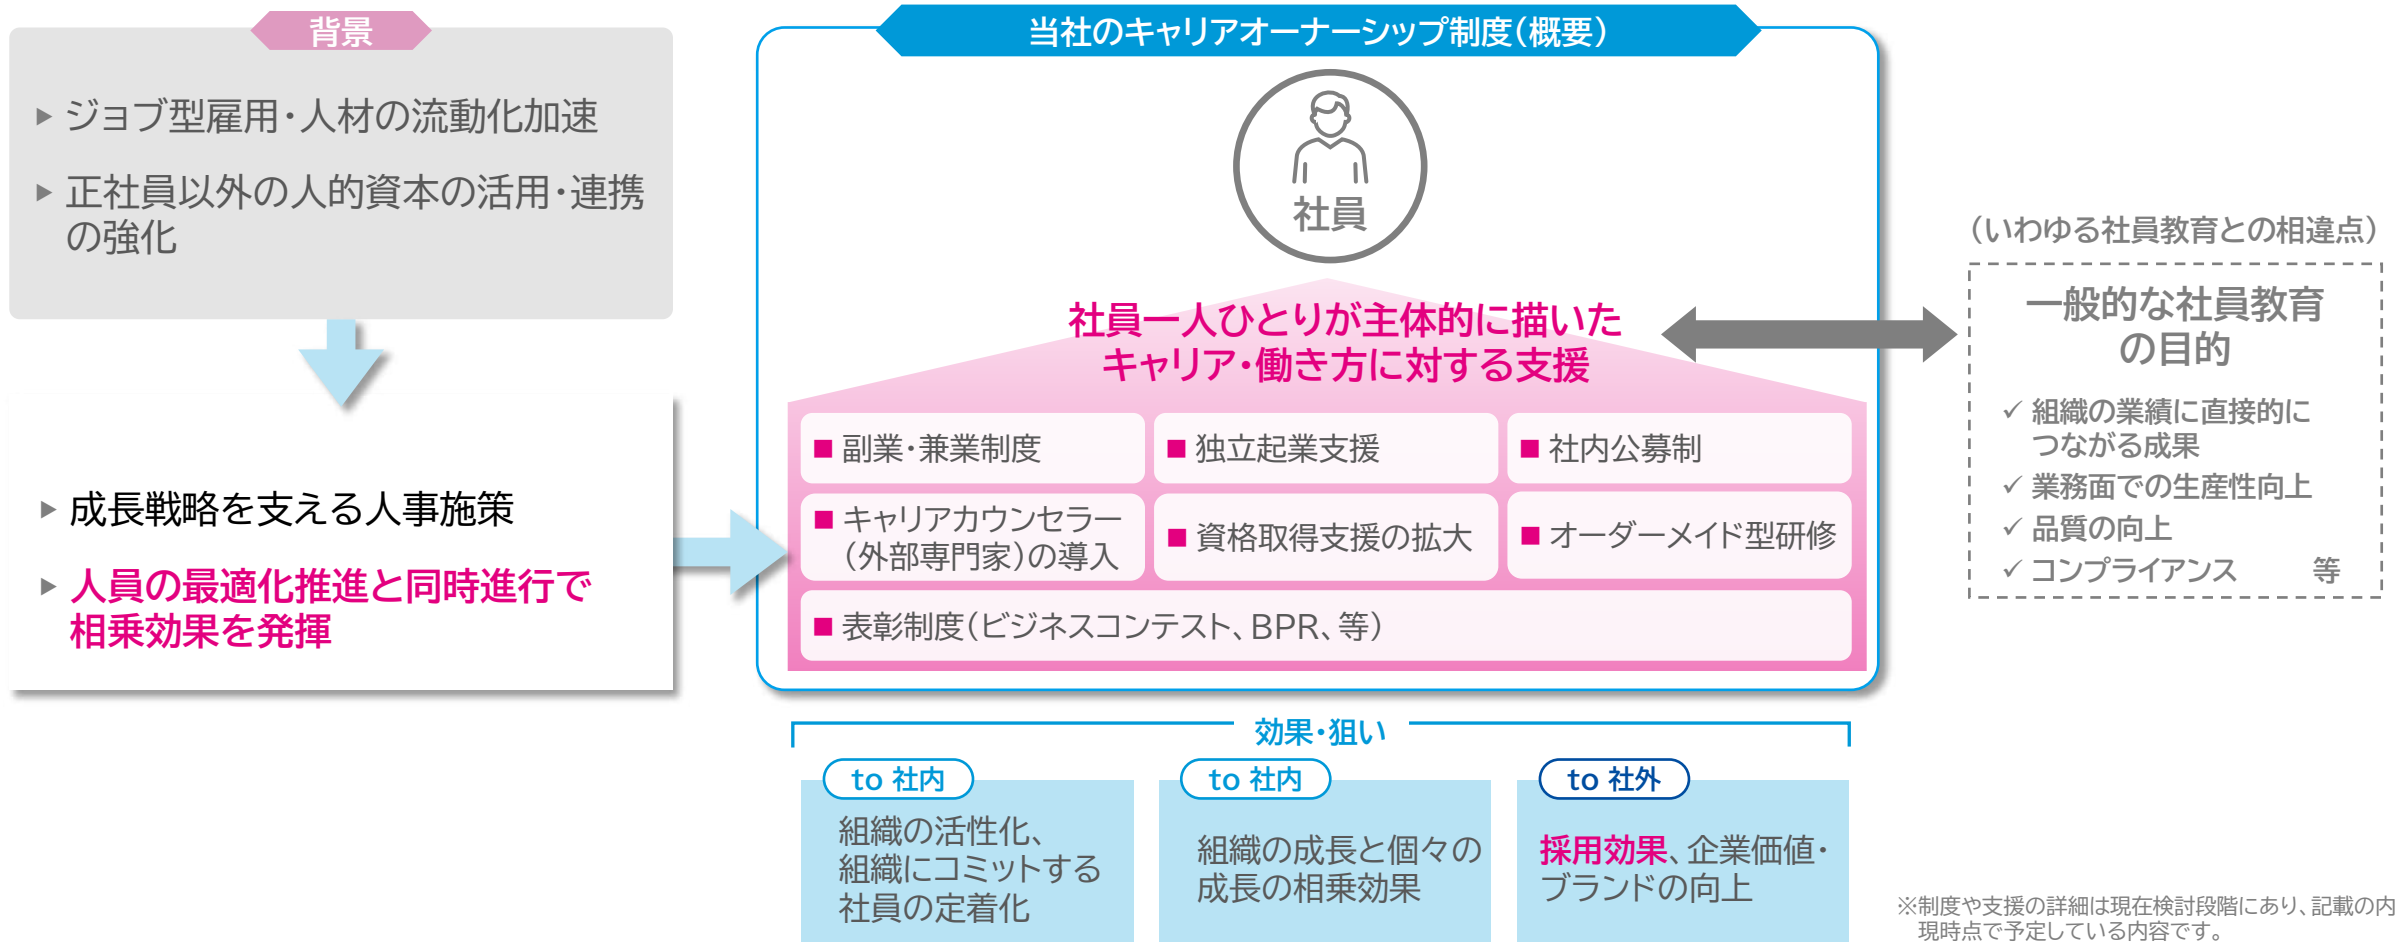 背景
ジョブ型雇用・人材の流動化加速
正社員以外の人的資本の活用・連携
の強化
成長戦略を支える人事施策
人員の最適化推進と同時進行で
相乗効果を発揮
当社のキャリアオーナーシップ制度(概要)
社員
社員一人ひとりが主体的に描いた
キャリア・働き方に対する支援
■ 副業・兼業制度
■ 独立起業支援
■ 社内公募制
■ キャリアカウンセラー
(外部専門家)の導入
■ 資格取得支援の拡大
■ オーダーメイド型研修
■ 表彰制度(ビジネスコンテスト、BPR、等)
(いわゆる社員教育との相違点)
一般的な社員教育
の目的
✓ 組織の業績に直接的に
つながる成果
✓ 業務面での生産性向上
✓ 品質の向上
✓ コンプライアンス 等
効果・狙い
to 社内
組織の活性化、
組織にコミットする
社員の定着化
to 社内
組織の成長と個々の
成長の相乗効果
to 社外
採用効果、企業価値・
ブランドの向上
※制度や支援の詳細は現在検討段階にあり、記載の内
現時点で予定している内容です。